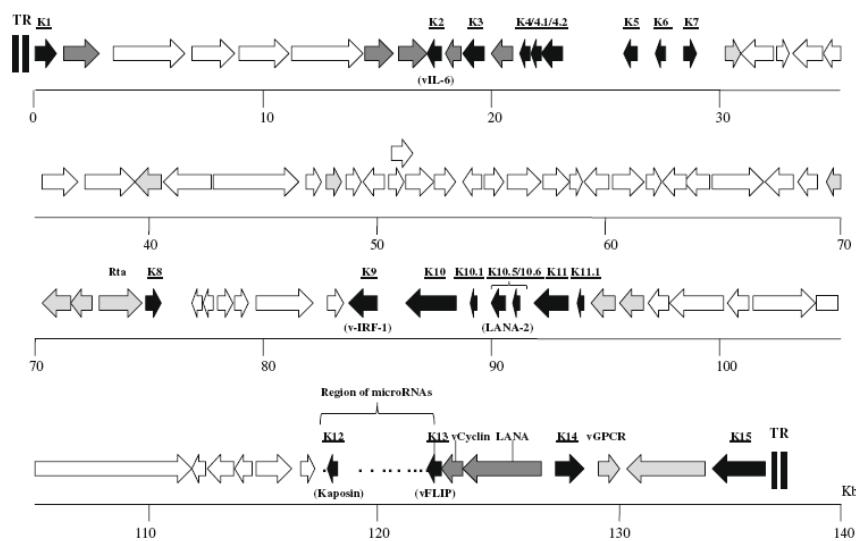 TR K1 K2 K3 K4/4.1/4.2 K5 K6 K7
(vIL-6)
0 10 20 30
40 50 60 70
Rta K8 K9 K10 K10.1 K10.5/10.6 K11 K11.1
(v-IRF-1) (LANA-2)
70 80 90 100
Region of microRNAs
K12 K13 vCyclin LANA K14 vGPCR K15 TR
(Kaposin) (vFLIP)
Kb
110 120 130 140